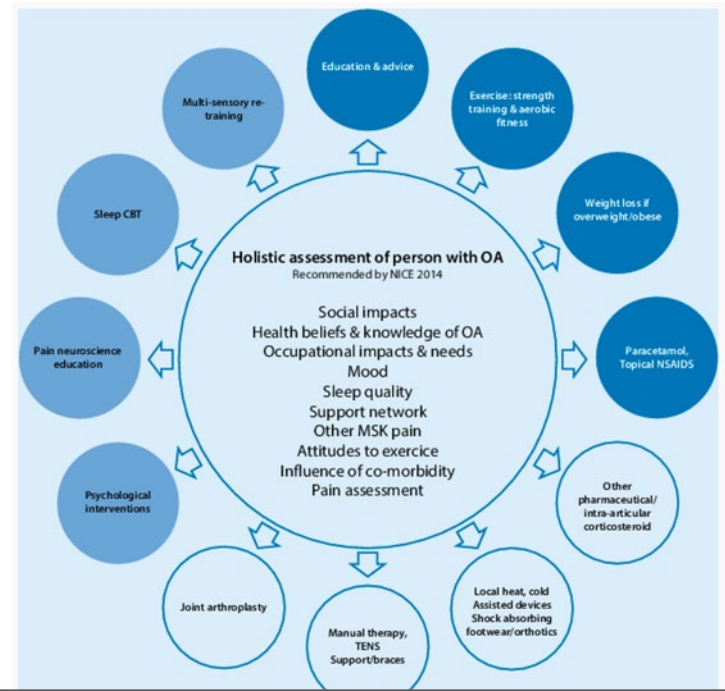 Education & advice
Exercise: strength
training & aerobic
fitness
Weight loss if
overweight/obese
Paracetamol,
Topical NSAIDS
Other
pharmaceutical/
intra-articular
corticosteroid
Local heat, cold
Assisted devices
Shock absorbing
footwear/orthotics
Manual therapy,
TENS
Support/braces
Joint arthroplasty
Psychological
interventions
Pain neuroscience
education
Sleep CBT
Multi-sensory re-
training
Holistic assessment of person with OA
Recommended by NICE 2014
Social impacts
Health beliefs & knowledge of OA
Occupational impacts & needs
Mood
Sleep quality
Support network
Other MSK pain
Attitudes to exercice
Influence of co-morbidity
Pain assessment